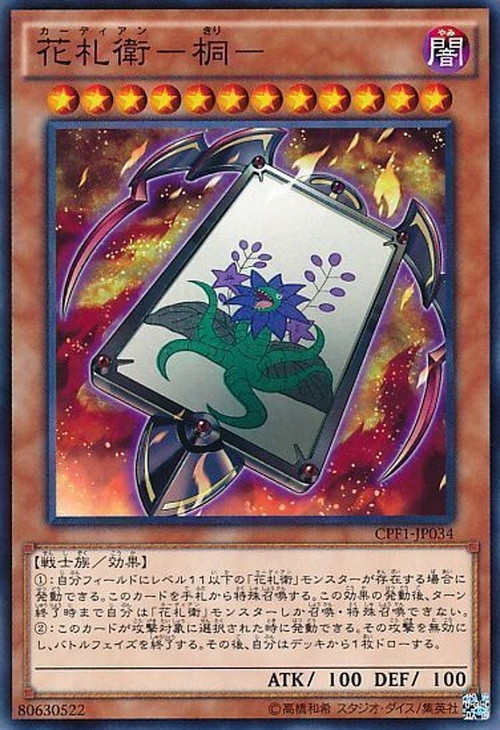 カーディアン きり
花札衛－桐－
やみ
闇
CPF1-JP034
【戦士族／効果】
①：自分フィールドにレベル11以下の「花札衛」モンスターが存在する場合に
発動できる。このカードを手札から特殊召喚する。この効果の発動後、ターン
終了時まで自分は「花札衛」モンスターしか召喚・特殊召喚できない。
②：このカードが攻撃対象に選択された時に発動できる。その攻撃を無効に
し、バトルフェイズを終了する。その後、自分はデッキから１枚ドローする。
ATK/ 100 DEF/ 100
80630522 ©高橋和希 スタジオ・ダイス/集英社